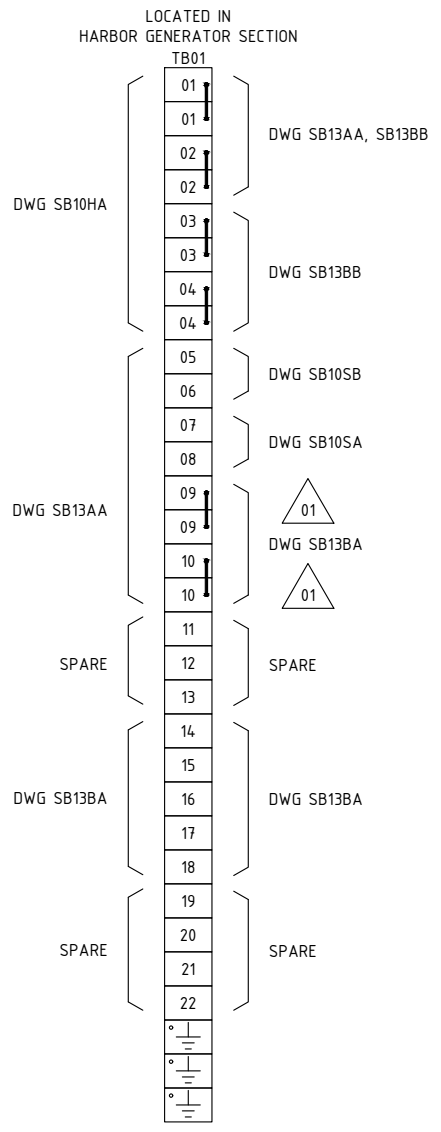 LOCATED IN
HARBOR GENERATOR SECTION
TB01
01
01
DWG SB13AA, SB13BB
02
02
DWG SB10HA
03
03
DWG SB13BB
04
04
05
DWG SB10SB
06
07
DWG SB10SA
08
09
01
DWG SB13AA
09
DWG SB13BA
10
10
01
11
SPARE
12
SPARE
13
14
15
DWG SB13BA
16
DWG SB13BA
17
18
19
20
SPARE
SPARE
21
22